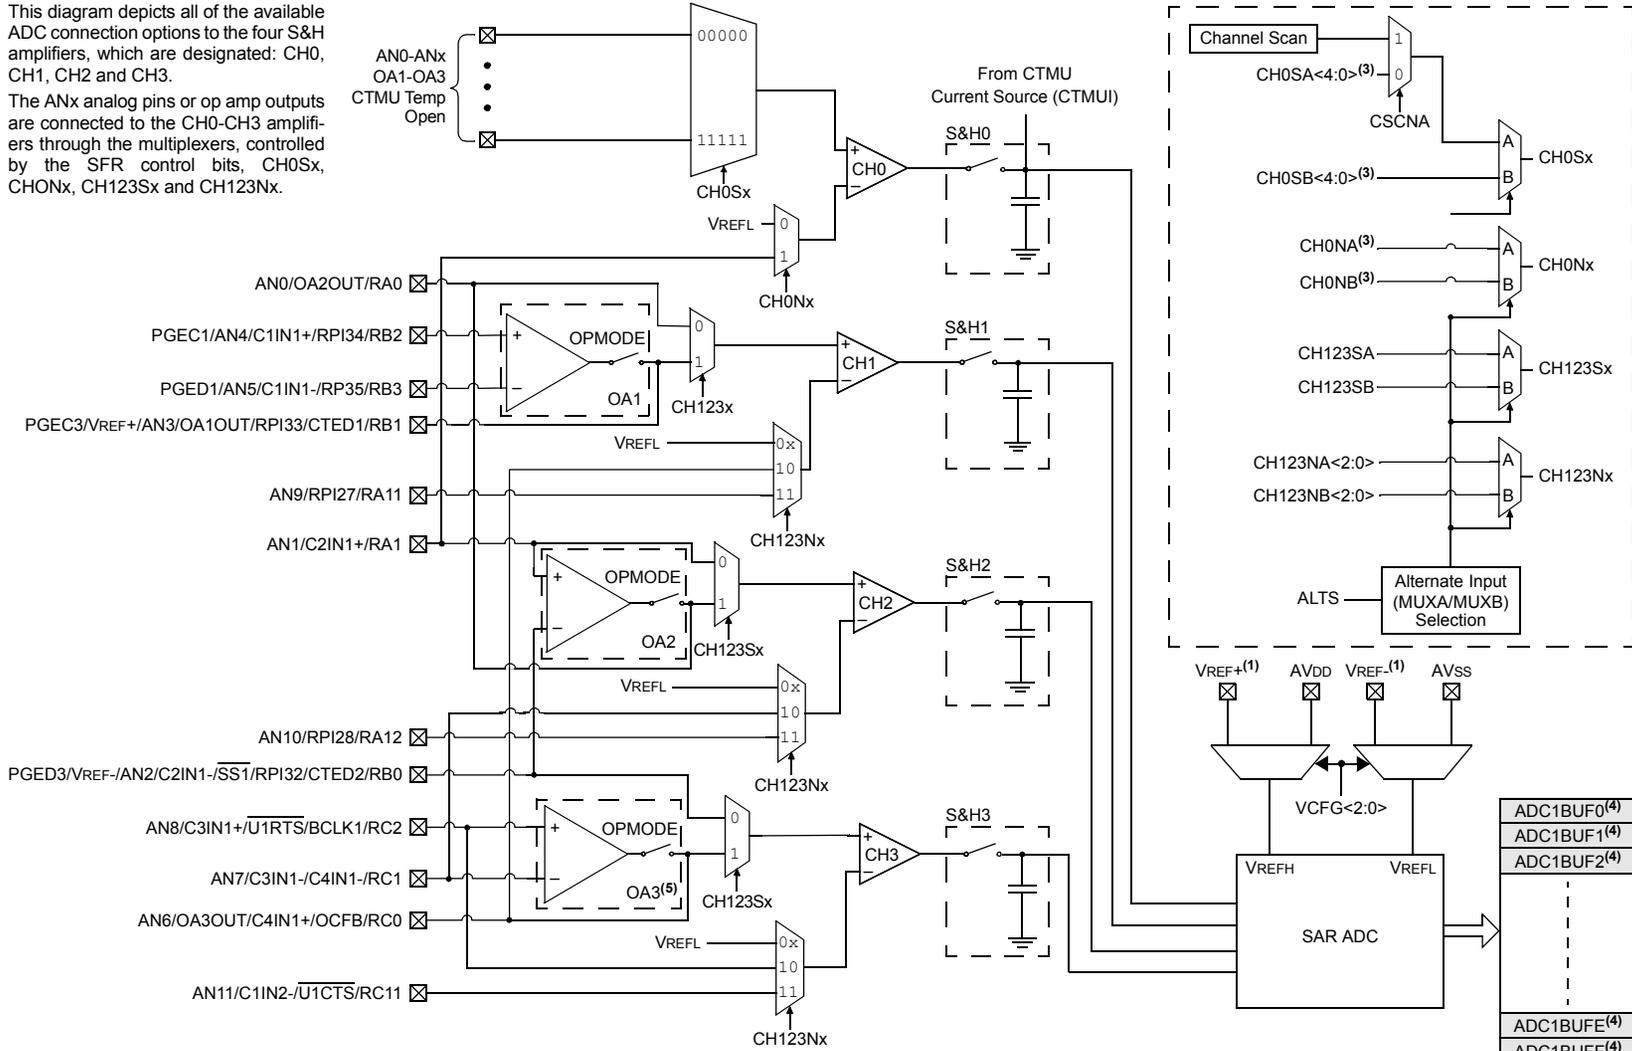 This diagram depicts all of the available
ADC connection options to the four S&H
amplifiers, which are designated: CH0,
CH1, CH2 and CH3.
The ANx analog pins or op amp outputs
are connected to the CH0-CH3 amplifi-
ers through the multiplexers, controlled
by the SFR control bits, CH0Sx,
CHONx, CH123Sx and CH123Nx.
AN0-ANx
OA1-OA3
CTMU Temp
Open
00000
11111
CH0Sx
VREFL
0
1
CH0Nx
+
CH0
–
From CTMU
Current Source (CTMUI)
S&H0
AN0/OA2OUT/RA0
PGEC1/AN4/C1IN1+/RPI34/RB2
PGED1/AN5/C1IN1-/RP35/RB3
PGEC3/VREF+/AN3/OA1OUT/RPI33/CTED1/RB1
+
–
OPMODE
OA1
0
1
CH123x
VREFL
0x
10
11
CH123Nx
+
CH1
–
S&H1
AN9/RPI27/RA11
AN1/C2IN1+/RA1
+
–
OPMODE
OA2
0
1
CH123Sx
VREFL
0x
10
11
CH123Nx
+
CH2
–
S&H2
AN10/RPI28/RA12
PGED3/VREF-/AN2/C2IN1-/SS1/RPI32/CTED2/RB0
AN8/C3IN1+/U1RTS/BCLK1/RC2
AN7/C3IN1-/C4IN1-/RC1
AN6/OA3OUT/C4IN1+/OCFB/RC0
+
–
OPMODE
OA3(5)
0
1
CH123Sx
VREFL
0x
10
11
CH123Nx
+
CH3
–
S&H3
AN11/C1IN2-/U1CTS/RC11
Channel Scan
1
CH0SA<4:0>(3)
0
CSCNA
A
CH0Sx
CH0SB<4:0>(3)
B
CH0NA(3)
A
CH0Nx
CH0NB(3)
B
CH123SA
A
CH123Sx
CH123SB
B
CH123NA<2:0>
A
CH123Nx
CH123NB<2:0>
B
ALTS
Alternate Input
(MUXA/MUXB)
Selection
VREF+(1)
AVDD
VREF-(1)
AVSS
VCFG<2:0>
VREFH
VREFL
SAR ADC
ADC1BUF0(4)
ADC1BUF1(4)
ADC1BUF2(4)
ADC1BUFE(4)